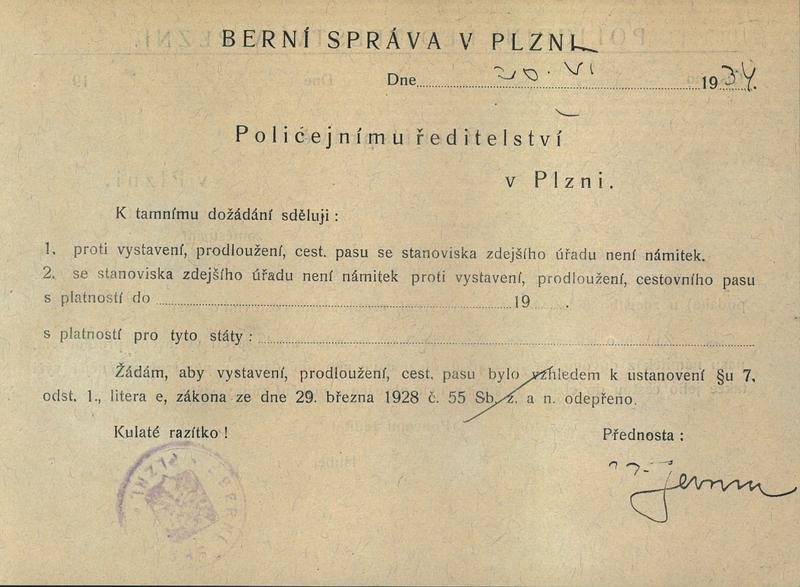 BERNÍ SPRÁVA V PLZNI
Dne 20. VI 1934.
Policejnímu ředitelství
v Plzni.
K tamnímu dožádání sděluji :
1. proti vystavení, prodloužení, cest. pasu se stanoviska zdejšího úřadu není námitek.
2. se stanoviska zdejšího úřadu není námitek proti vystavení, prodloužení, cestovního pasu
s platností do 19 .
s platností pro tyto státy :
Žádám, aby vystavení, prodloužení, cest. pasu bylo vzhledem k ustanovení §u 7,
odst. 1., litera e, zákona ze dne 29. března 1928 č. 55 Sb. z. a n. odepřeno.
Kulaté razítko !
Přednosta :